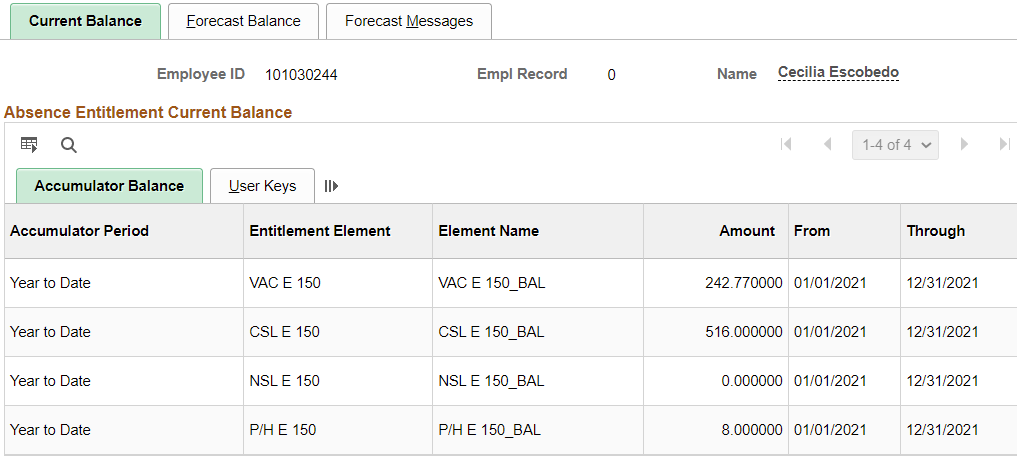 Current Balance Forecast Balance Forecast Messages
Employee ID 101030244 Empl Record 0 Name Cecilia Escobedo
Absence Entitlement Current Balance
1-4 of 4
Accumulator Balance User Keys
Accumulator Period Entitlement Element Element Name Amount From Through
Year to Date VAC E 150 VAC E 150_BAL 242.770000 01/01/2021 12/31/2021
Year to Date CSL E 150 CSL E 150_BAL 516.000000 01/01/2021 12/31/2021
Year to Date NSL E 150 NSL E 150_BAL 0.000000 01/01/2021 12/31/2021
Year to Date P/H E 150 P/H E 150_BAL 8.000000 01/01/2021 12/31/2021